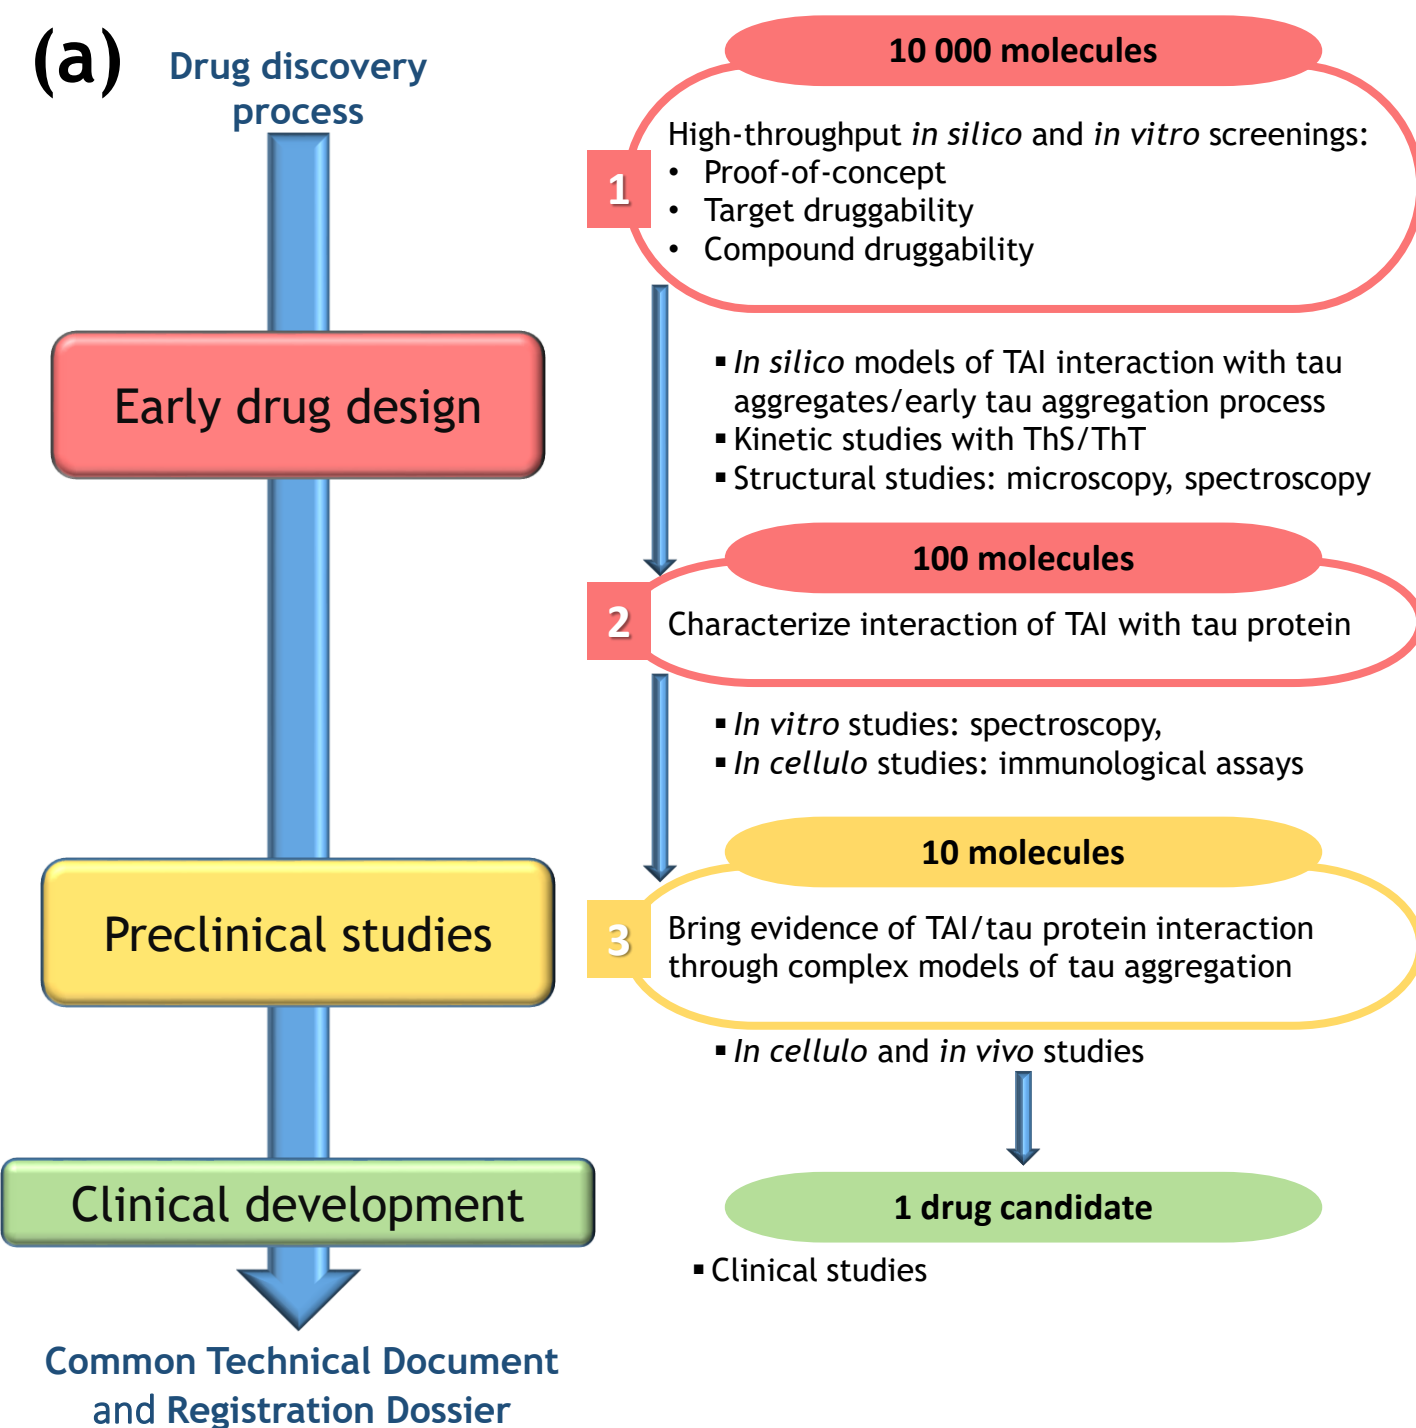 (a)
Drug discovery
process
Early drug design
Preclinical studies
Clinical development
Common Technical Document
and Registration Dossier
10 000 molecules
1
High-throughput in silico and in vitro screenings:
• Proof-of-concept
• Target druggability
• Compound druggability
▪ In silico models of TAI interaction with tau
aggregates/early tau aggregation process
▪ Kinetic studies with ThS/ThT
▪ Structural studies: microscopy, spectroscopy
100 molecules
2
Characterize interaction of TAI with tau protein
▪ In vitro studies: spectroscopy,
▪ In cellulo studies: immunological assays
10 molecules
3
Bring evidence of TAI/tau protein interaction
through complex models of tau aggregation
▪ In cellulo and in vivo studies
1 drug candidate
▪ Clinical studies